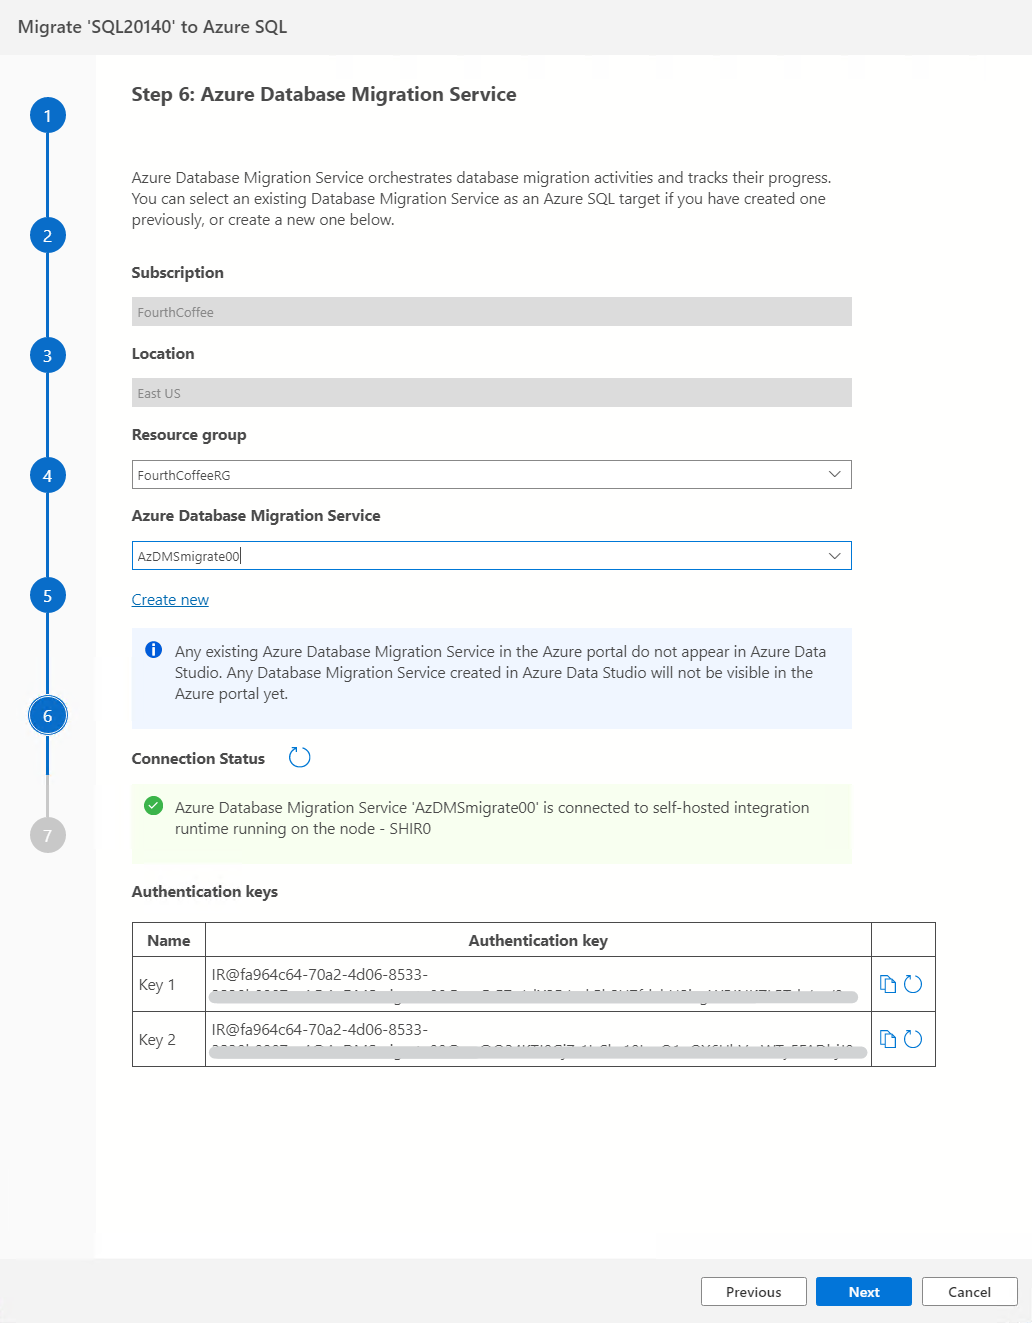 Migrate 'SQL20140' to Azure SQL
1
2
3
4
5
6
7
Step 6: Azure Database Migration Service
Azure Database Migration Service orchestrates database migration activities and tracks their progress.
You can select an existing Database Migration Service as an Azure SQL target if you have created one
previously, or create a new one below.
Subscription
FourthCoffee
Location
East US
Resource group
FourthCoffeeRG
Azure Database Migration Service
AzDMSmigrate00
Create new
Any existing Azure Database Migration Service in the Azure portal do not appear in Azure Data
Studio. Any Database Migration Service created in Azure Data Studio will not be visible in the
Azure portal yet.
Connection Status
Azure Database Migration Service 'AzDMSmigrate00' is connected to self-hosted integration
runtime running on the node - SHIR0
Authentication keys
Name Authentication key
Key 1 IR@fa964c64-70a2-4d06-8533-
Key 2 IR@fa964c64-70a2-4d06-8533-
Previous Next Cancel